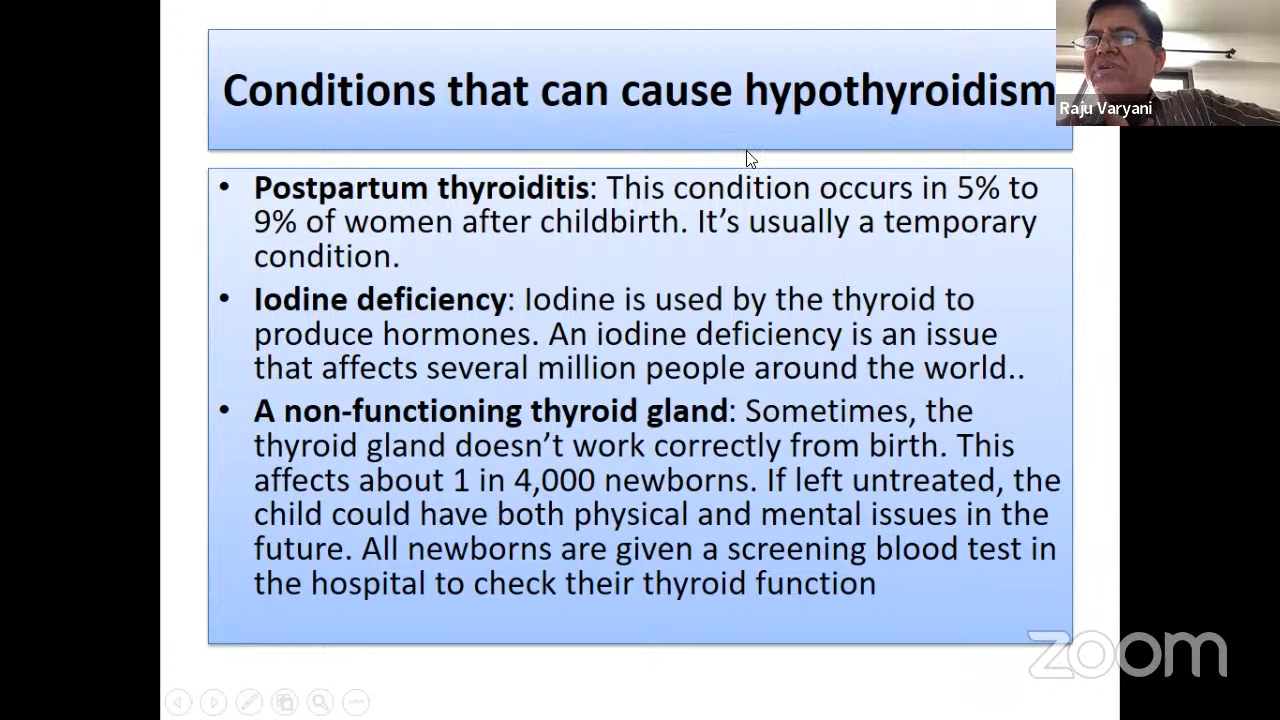 Conditions that can cause hypothyroidism
Raju Varyani
• Postpartum thyroiditis: This condition occurs in 5% to
9% of women after childbirth. It’s usually a temporary
condition.
• Iodine deficiency: Iodine is used by the thyroid to
produce hormones. An iodine deficiency is an issue
that affects several million people around the world..
• A non-functioning thyroid gland: Sometimes, the
thyroid gland doesn’t work correctly from birth. This
affects about 1 in 4,000 newborns. If left untreated, the
child could have both physical and mental issues in the
future. All newborns are given a screening blood test in
the hospital to check their thyroid function
zoom